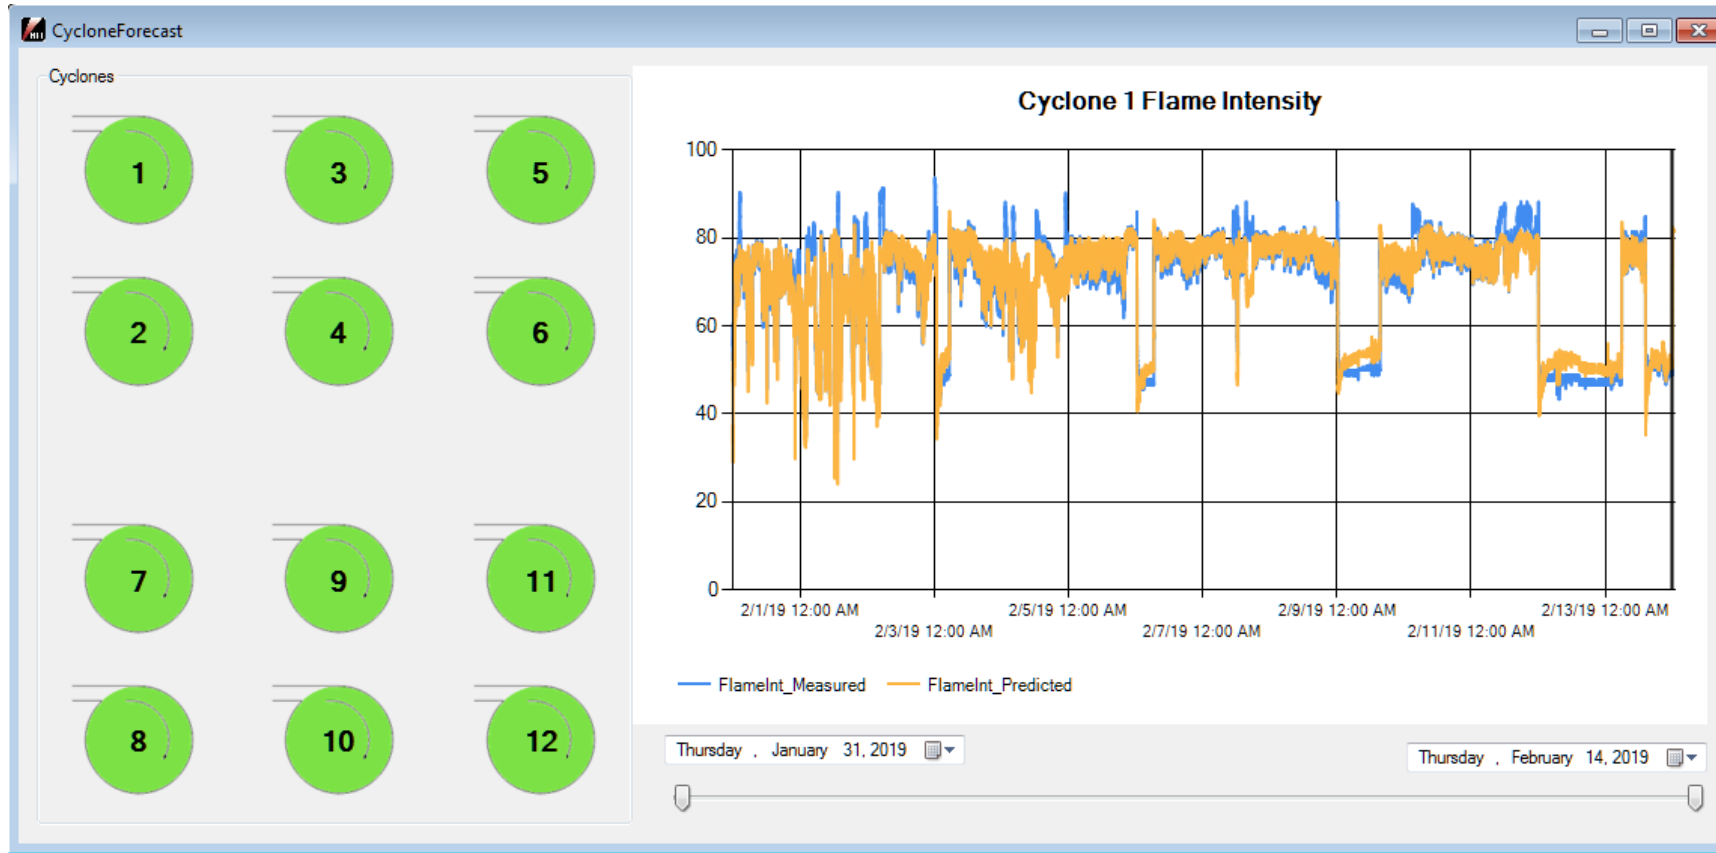 CycloneForecast
Cyclones
1 3 5
2 4 6
7 9 11
8 10 12
Cyclone 1 Flame Intensity
100
80
60
40
20
0
2/1/19 12:00 AM 2/5/19 12:00 AM 2/9/19 12:00 AM 2/13/19 12:00 AM
2/3/19 12:00 AM 2/7/19 12:00 AM 2/11/19 12:00 AM
FlameInt_Measured FlameInt_Predicted
Thursday , January 31, 2019
Thursday , February 14, 2019